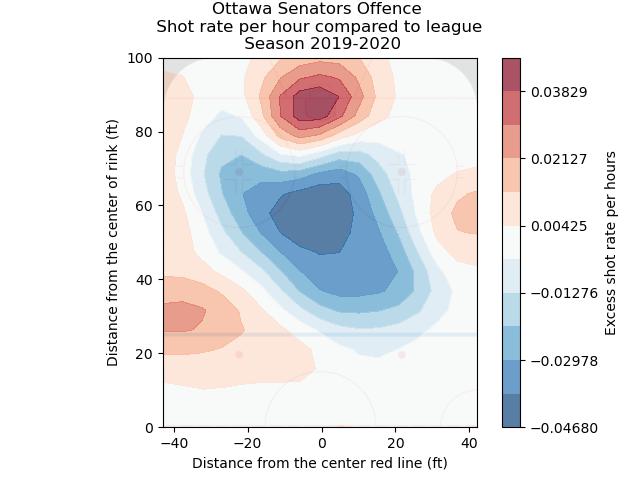 Ottawa Senators Offence
Shot rate per hour compared to league
Season 2019-2020
100
80
60
40
20
0
−40
−20
0
20
40
Distance from the center of rink (ft)
Distance from the center red line (ft)
0.03829
0.02127
0.00425
−0.01276
−0.02978
−0.04680
Excess shot rate per hours